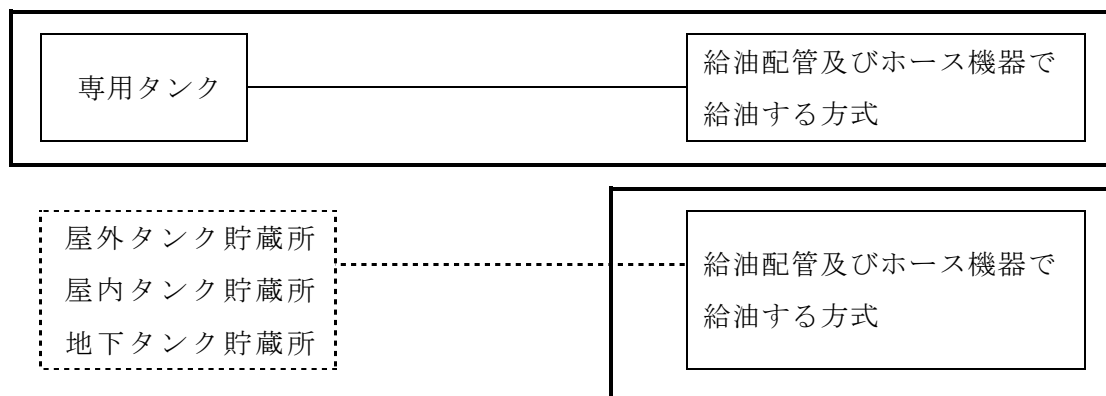 専用タンク
給油配管及びホース機器で
給油する方式
屋外タンク貯蔵所
屋内タンク貯蔵所
地下タンク貯蔵所
給油配管及びホース機器で
給油する方式